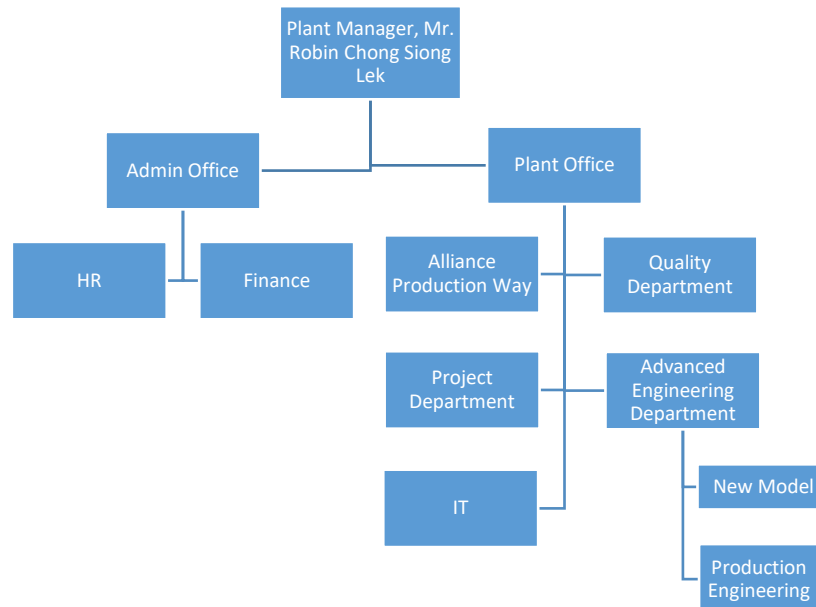 Plant Manager, Mr.
Robin Chong Siong
Lek
Admin Office
Plant Office
HR
Finance
Alliance
Production Way
Quality
Department
Project
Department
Advanced
Engineering
Department
IT
New Model
Production
Engineering